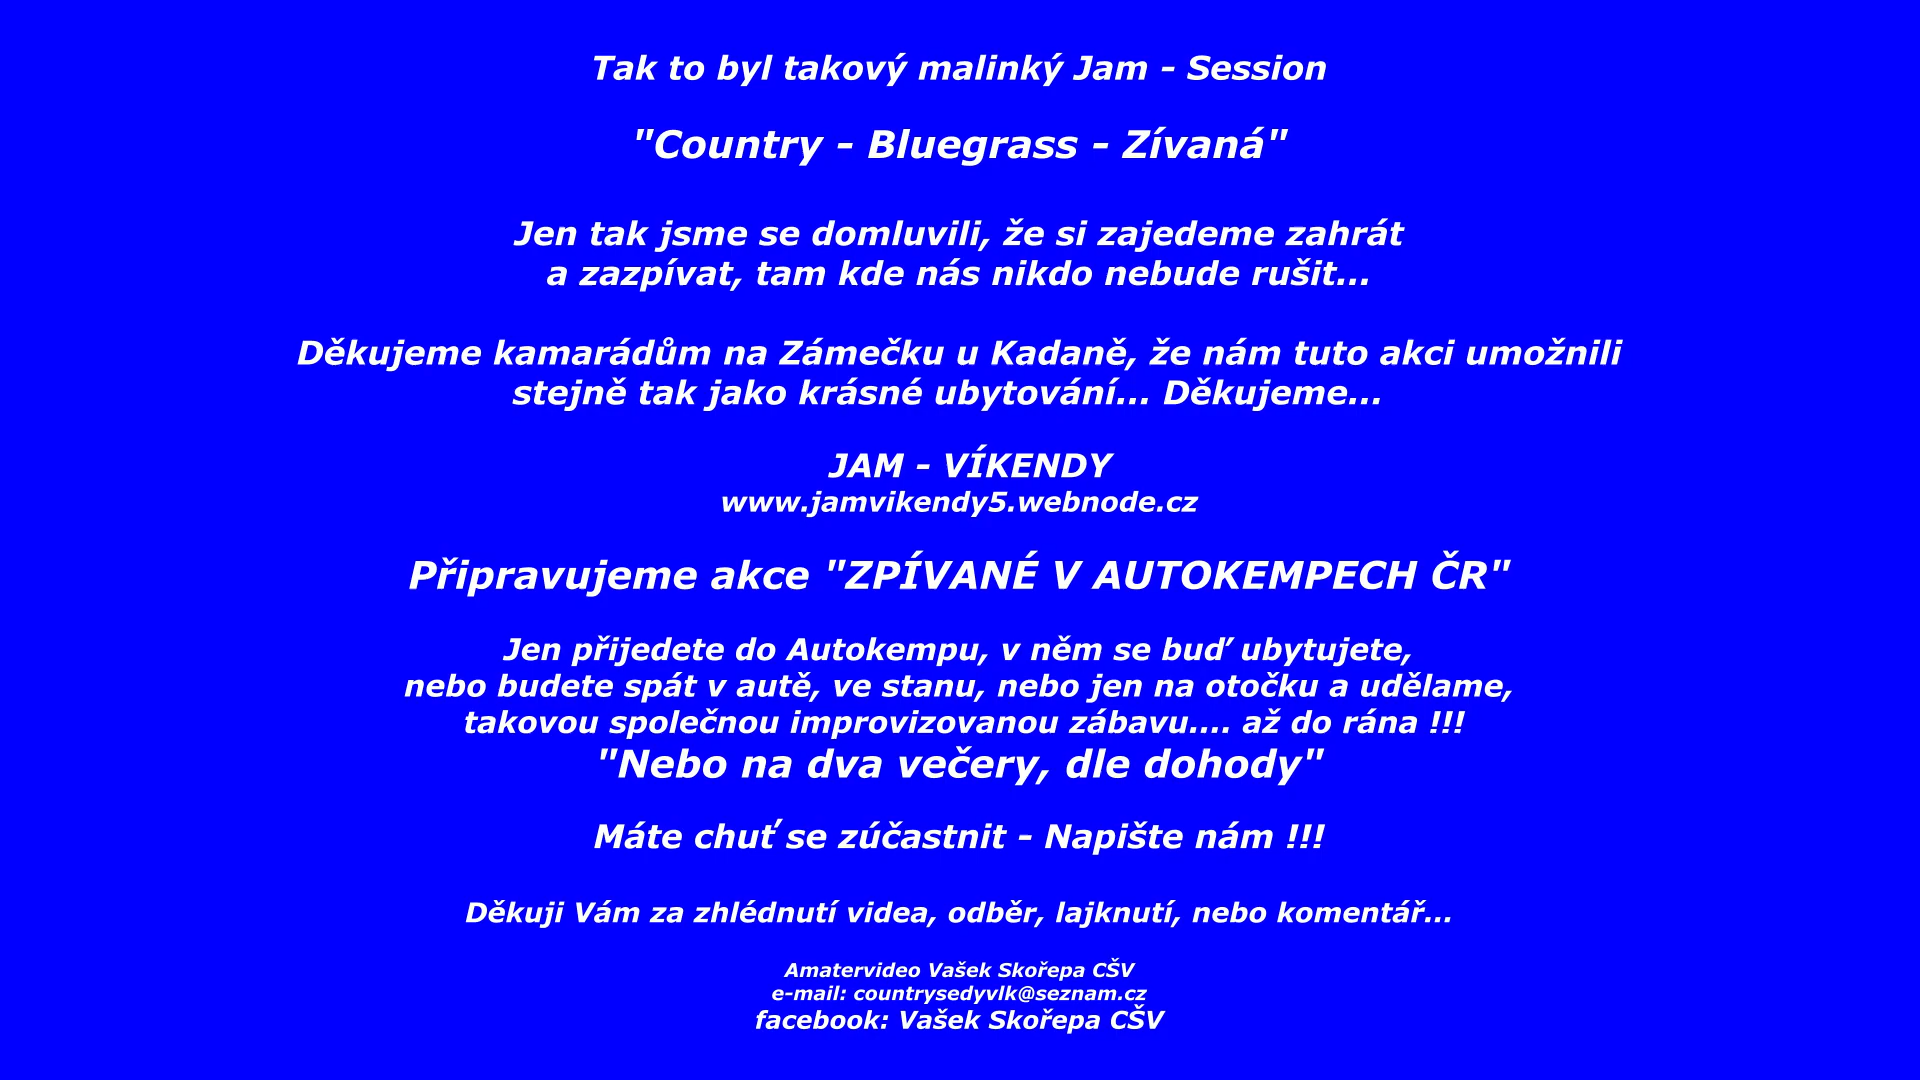 Tak to byl takový malinký Jam – Session
"Country – Bluegrass – Zívaná"
Jen tak jsme se domluvili, že si zajedeme zahrát
a zazpívat, tam kde nás nikdo nebude rušit...
Děkujeme kamarádům na Zámečku u Kadaně, že nám tuto akci umožnili
stejně tak jako krásné ubytování... Děkujeme...
JAM – VÍKENDY
www.jamvikendy5.webnode.cz
Připravujeme akce "ZPÍVANÉ V AUTOKEMPECH ČR"
Jen přijedete do Autokempu, v něm se buď ubytujete,
nebo budete spát v autě, ve stanu, nebo jen na otočku a udělame,
takovou společnou improvizovanou zábavu.... až do rána !!!
"Nebo na dva večery, dle dohody"
Máte chuť se zúčastnit – Napište nám !!!
Děkuji Vám za zhlédnutí videa, odběr, lajknutí, nebo komentář...
Amatervideo Vašek Skořepa CŠV
e-mail: countrysedyvlk@seznam.cz
facebook: Vašek Skořepa CŠV